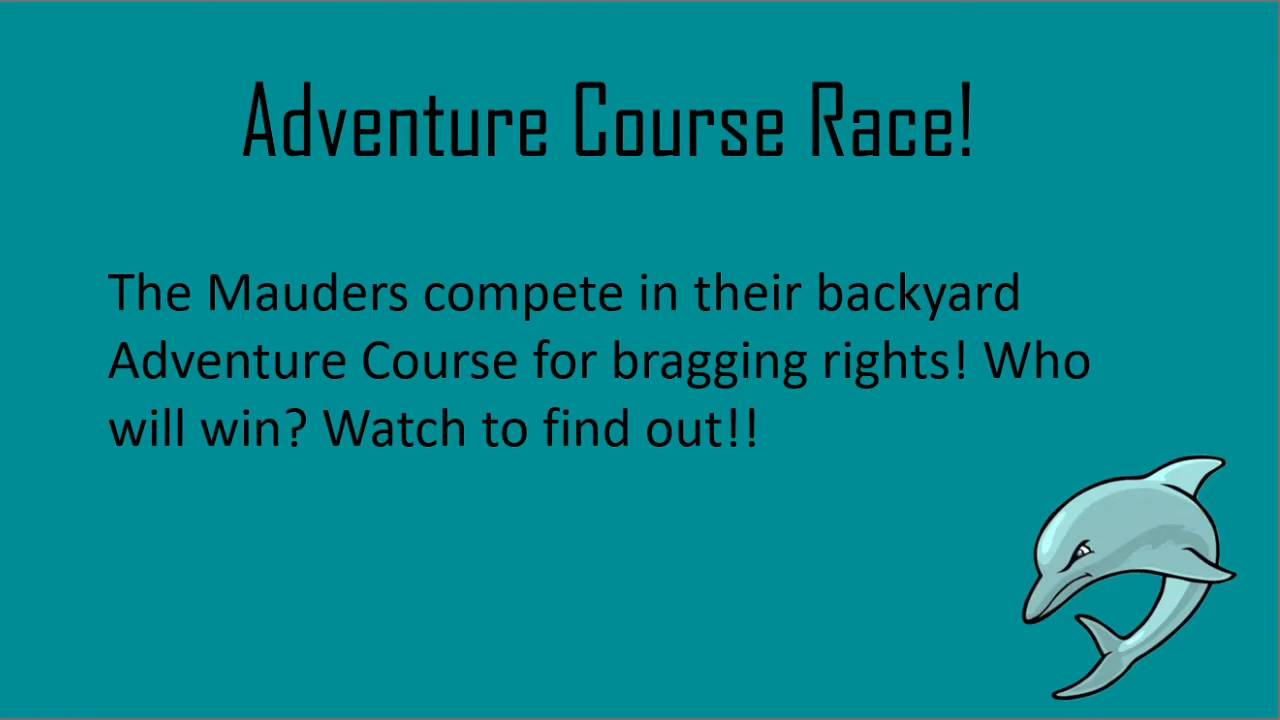 Adventure Course Race!
The Mauders compete in their backyard
Adventure Course for bragging rights! Who
will win? Watch to find out!!